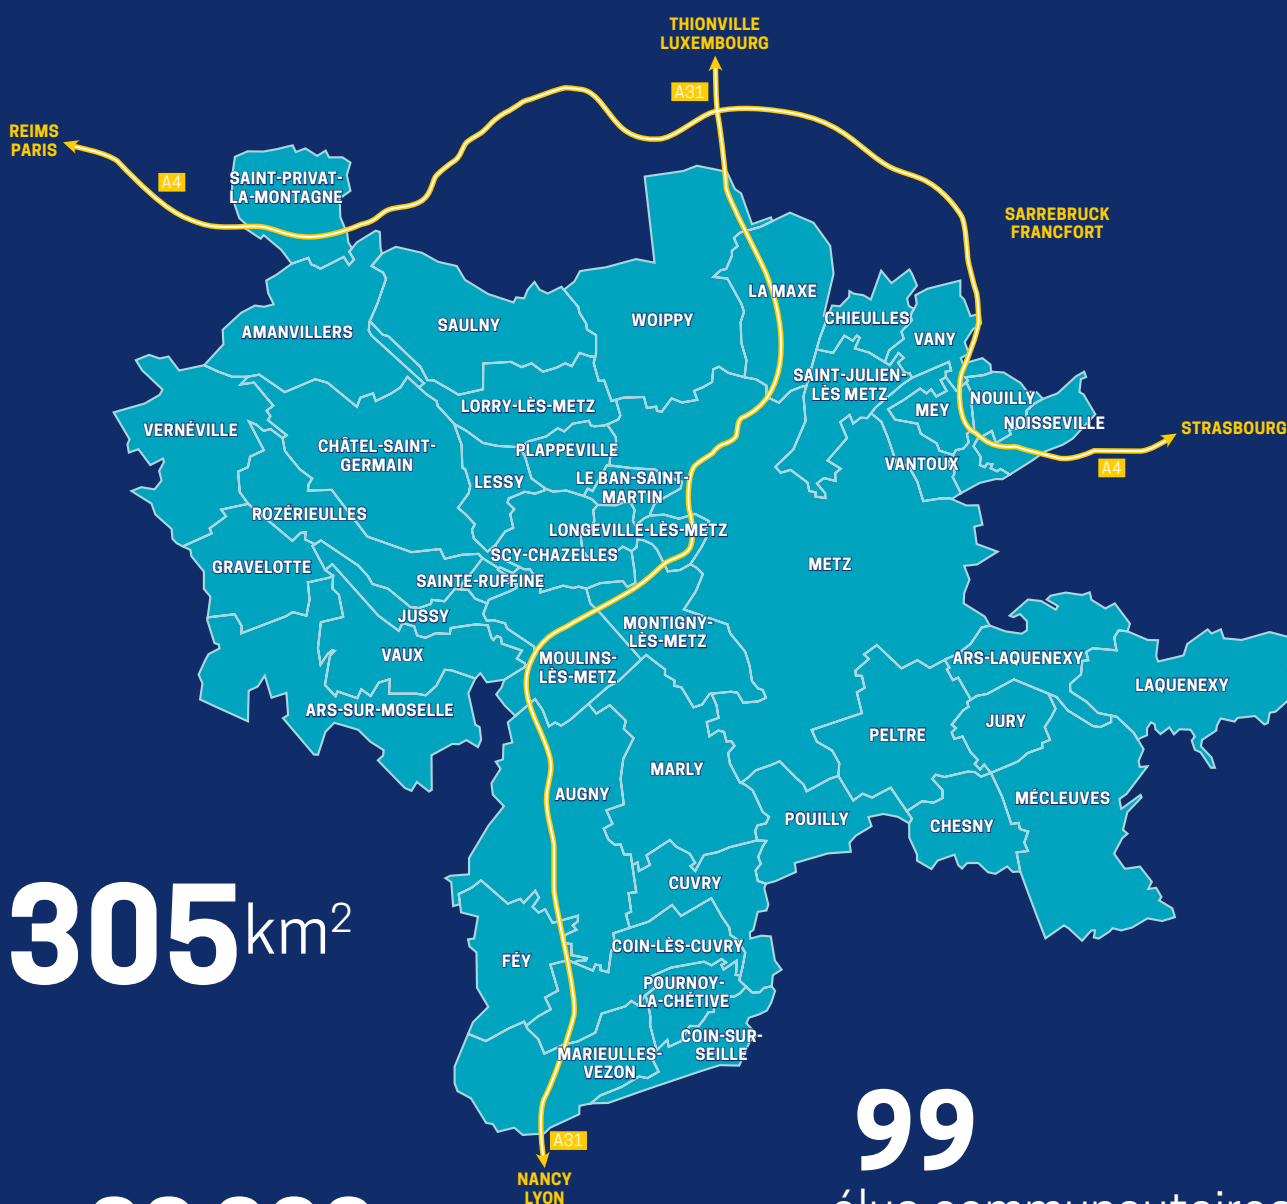 THIONVILLE
LUXEMBOURG
A31
REIMS
PARIS
A4
SAINT-PRIVAT-
LA-MONTAGNE
SARREBRUCK
FRANCFORT
LA MAXE
AMANVILLERS
SAULNY
WOIPPY
CHIEULLES
VANY
SAINT-JULIEN-
LÈS METZ
LORRY-LÈS-METZ
MEY
NOUILLY
NOISSEVILLE
STRASBOURG
VERNÉVILLE
CHÂTEL-SAINT-
GERMAIN
PLAPPEVILLE
VANTOUX
A4
LESSY
LE BAN-SAINT-
MARTIN
ROZÉRIEULLES
LONGEVILLE-LÈS-METZ
SCY-CHAZELLES
GRAVELOTTE
METZ
SAINTE-RUFFINE
JUSSY
MONTIGNY-
LÈS-METZ
VAUX
MOULINS-
LÈS-METZ
ARS-LAQUENEXY
LAQUENEXY
ARS-SUR-MOSELLE
JURY
PELTRE
MARLY
AUGNY
MÉCLEUVES
POUILLY
CHESNY
CUVRY
305 km²
COIN-LÈS-CUVRY
FÉY
POURNOY-
LA-CHÉTIVE
COIN-SUR-
SEILLE
MARIEULLES-
VEZON
99
A31
NANCY
LYON